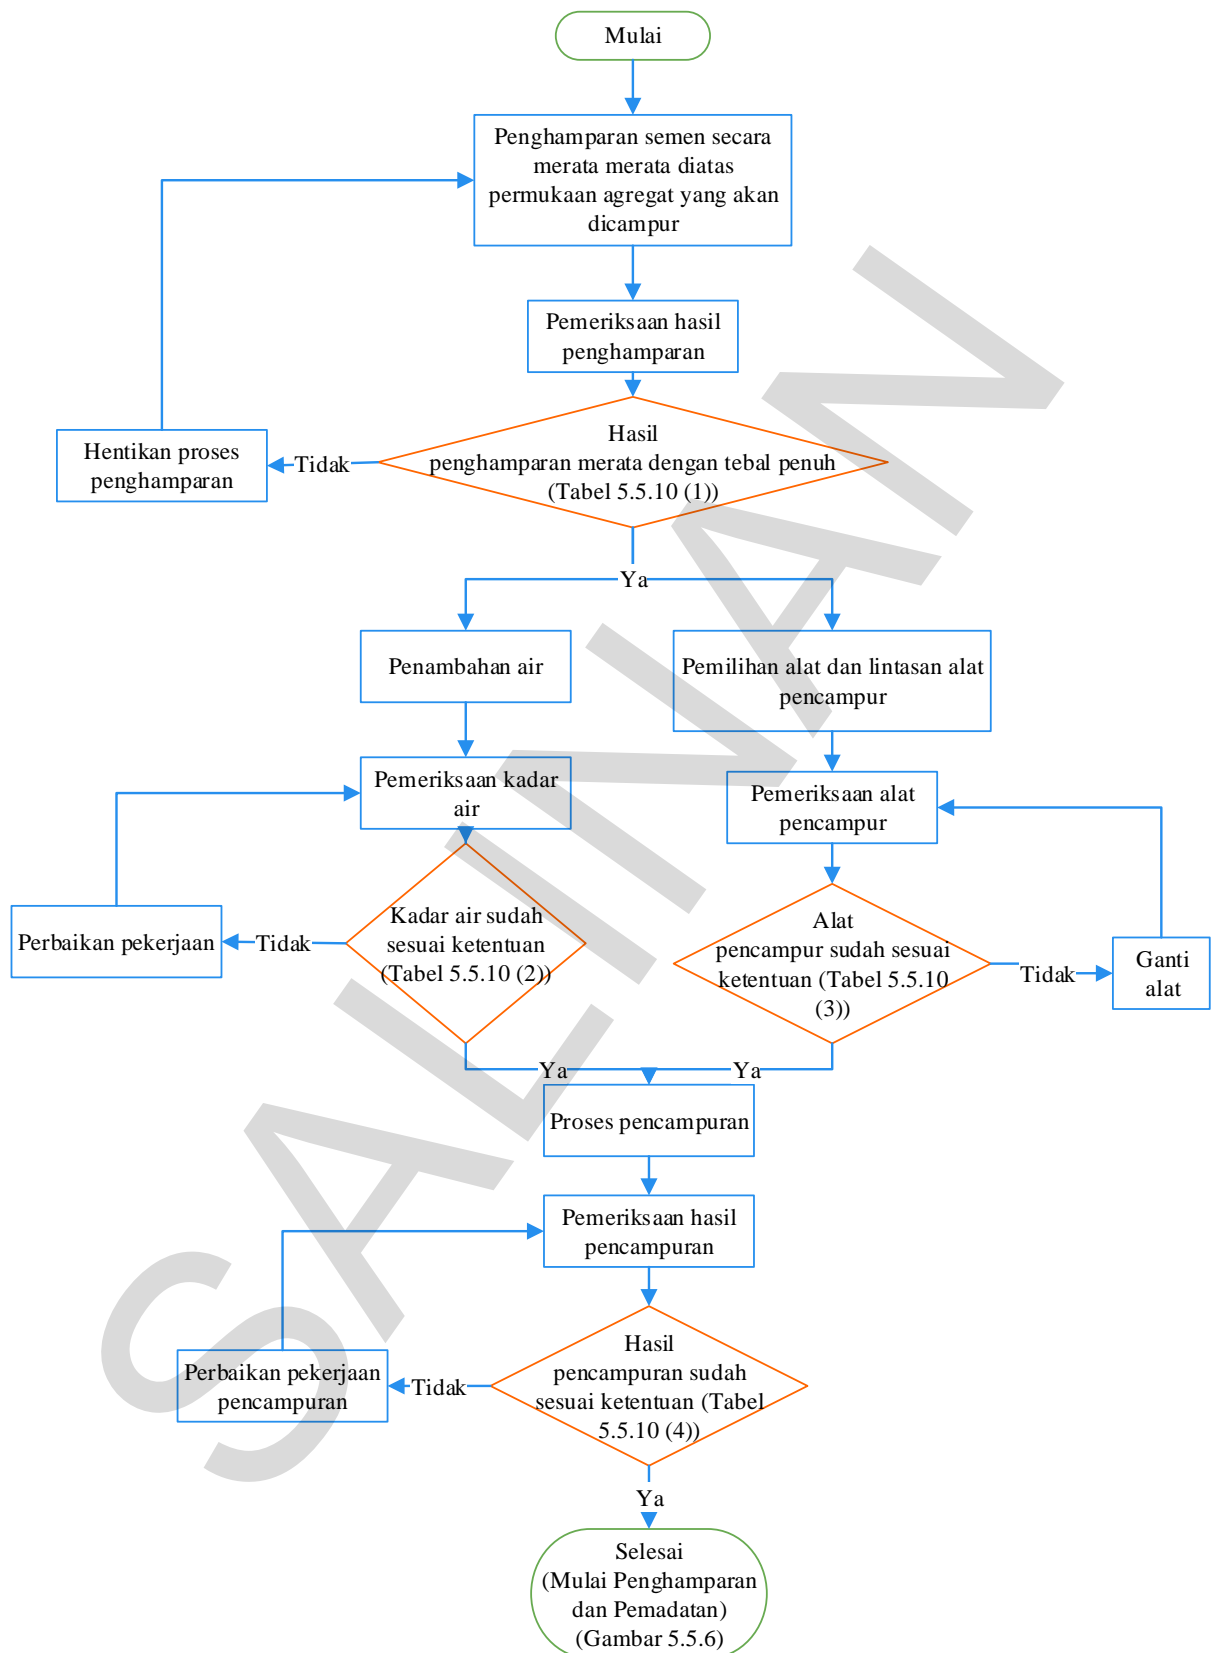 Mulai
Penghamparan semen secara
merata merata diatas
permukaan agregat yang akan
dicampur
Pemeriksaan hasil
penghamparan
Hasil
penghamparan merata dengan tebal penuh
(Tabel 5.5.10 (1))
Tidak
Hentikan proses
penghamparan
Ya
Penambahan air
Pemilihan alat dan lintasan alat
pencampur
Pemeriksaan kadar
air
Pemeriksaan alat
pencampur
Kadar air sudah
sesuai ketentuan
(Tabel 5.5.10 (2))
Tidak
Perbaikan pekerjaan
Alat
pencampur sudah sesuai
ketentuan (Tabel 5.5.10
(3))
Tidak
Ganti
alat
Ya
Ya
Proses pencampuran
Pemeriksaan hasil
pencampuran
Hasil
pencampuran sudah
sesuai ketentuan (Tabel
5.5.10 (4))
Tidak
Perbaikan pekerjaan
pencampuran
Ya
Selesai
(Mulai Penghamparan
dan Pemadatan)
(Gambar 5.5.6)
SALINAN